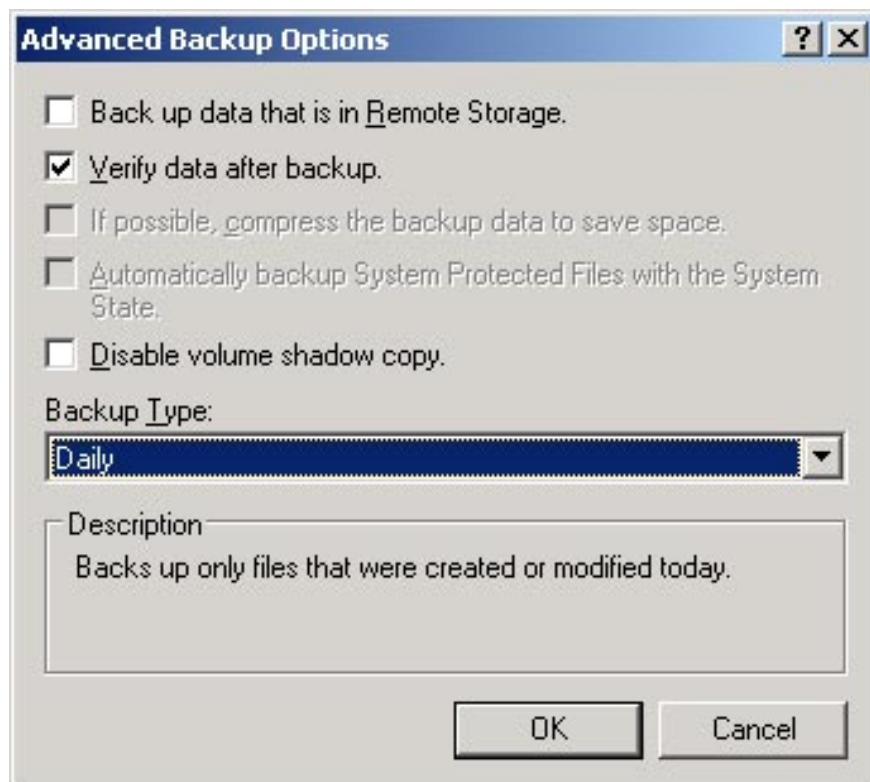 Advanced Backup Options
Back up data that is in Remote Storage.
Verify data after backup.
If possible, compress the backup data to save space.
Automatically backup System Protected Files with the System
State.
Disable volume shadow copy.
Backup Type:
Daily
Description
Backs up only files that were created or modified today.
OK
Cancel